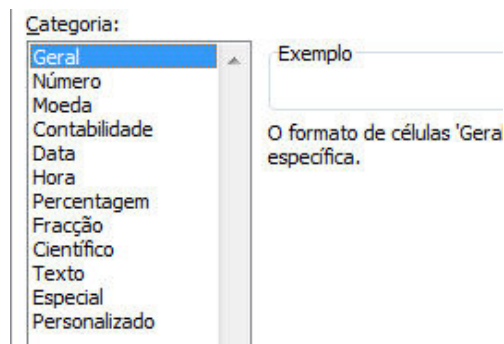 Categoria:
Geral
Número
Moeda
Contabilidade
Data
Hora
Percentagem
Fracção
Científico
Texto
Especial
Personalizado
Exemplo
O formato de células 'Geral
específica.